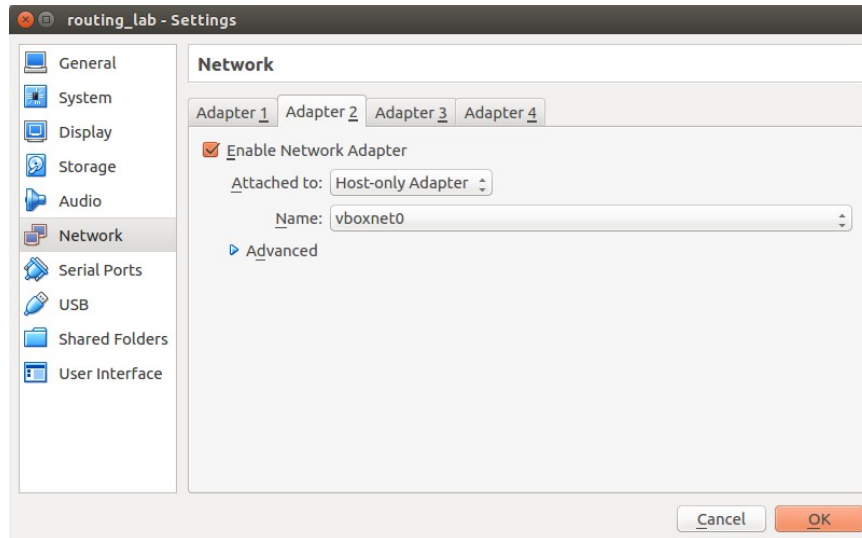 routing_lab - Settings
General
System
Display
Storage
Audio
Network
Serial Ports
USB
Shared Folders
User Interface
Network
Adapter 1 Adapter 2 Adapter 3 Adapter 4
Enable Network Adapter
Attached to: Host-only Adapter
Name: vboxnet0
Advanced
Cancel OK